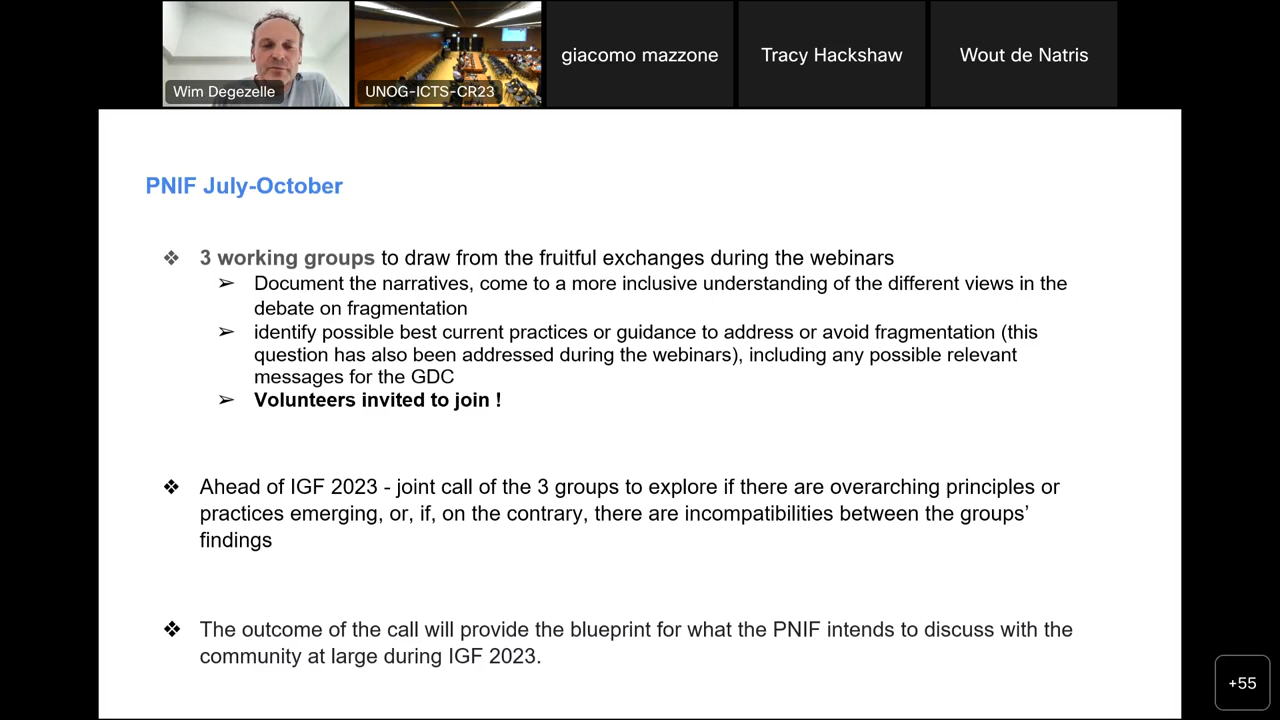 Wim Degezelle
UNOG-ICTS-CR23
giacomo mazzone
Tracy Hackshaw
Wout de Natris
PNIF July-October
❖ 3 working groups to draw from the fruitful exchanges during the webinars
➢ Document the narratives, come to a more inclusive understanding of the different views in the
debate on fragmentation
➢ identify possible best current practices or guidance to address or avoid fragmentation (this
question has also been addressed during the webinars), including any possible relevant
messages for the GDC
➢ Volunteers invited to join !
❖ Ahead of IGF 2023 - joint call of the 3 groups to explore if there are overarching principles or
practices emerging, or, if, on the contrary, there are incompatibilities between the groups’
findings
❖ The outcome of the call will provide the blueprint for what the PNIF intends to discuss with the
community at large during IGF 2023.
+55